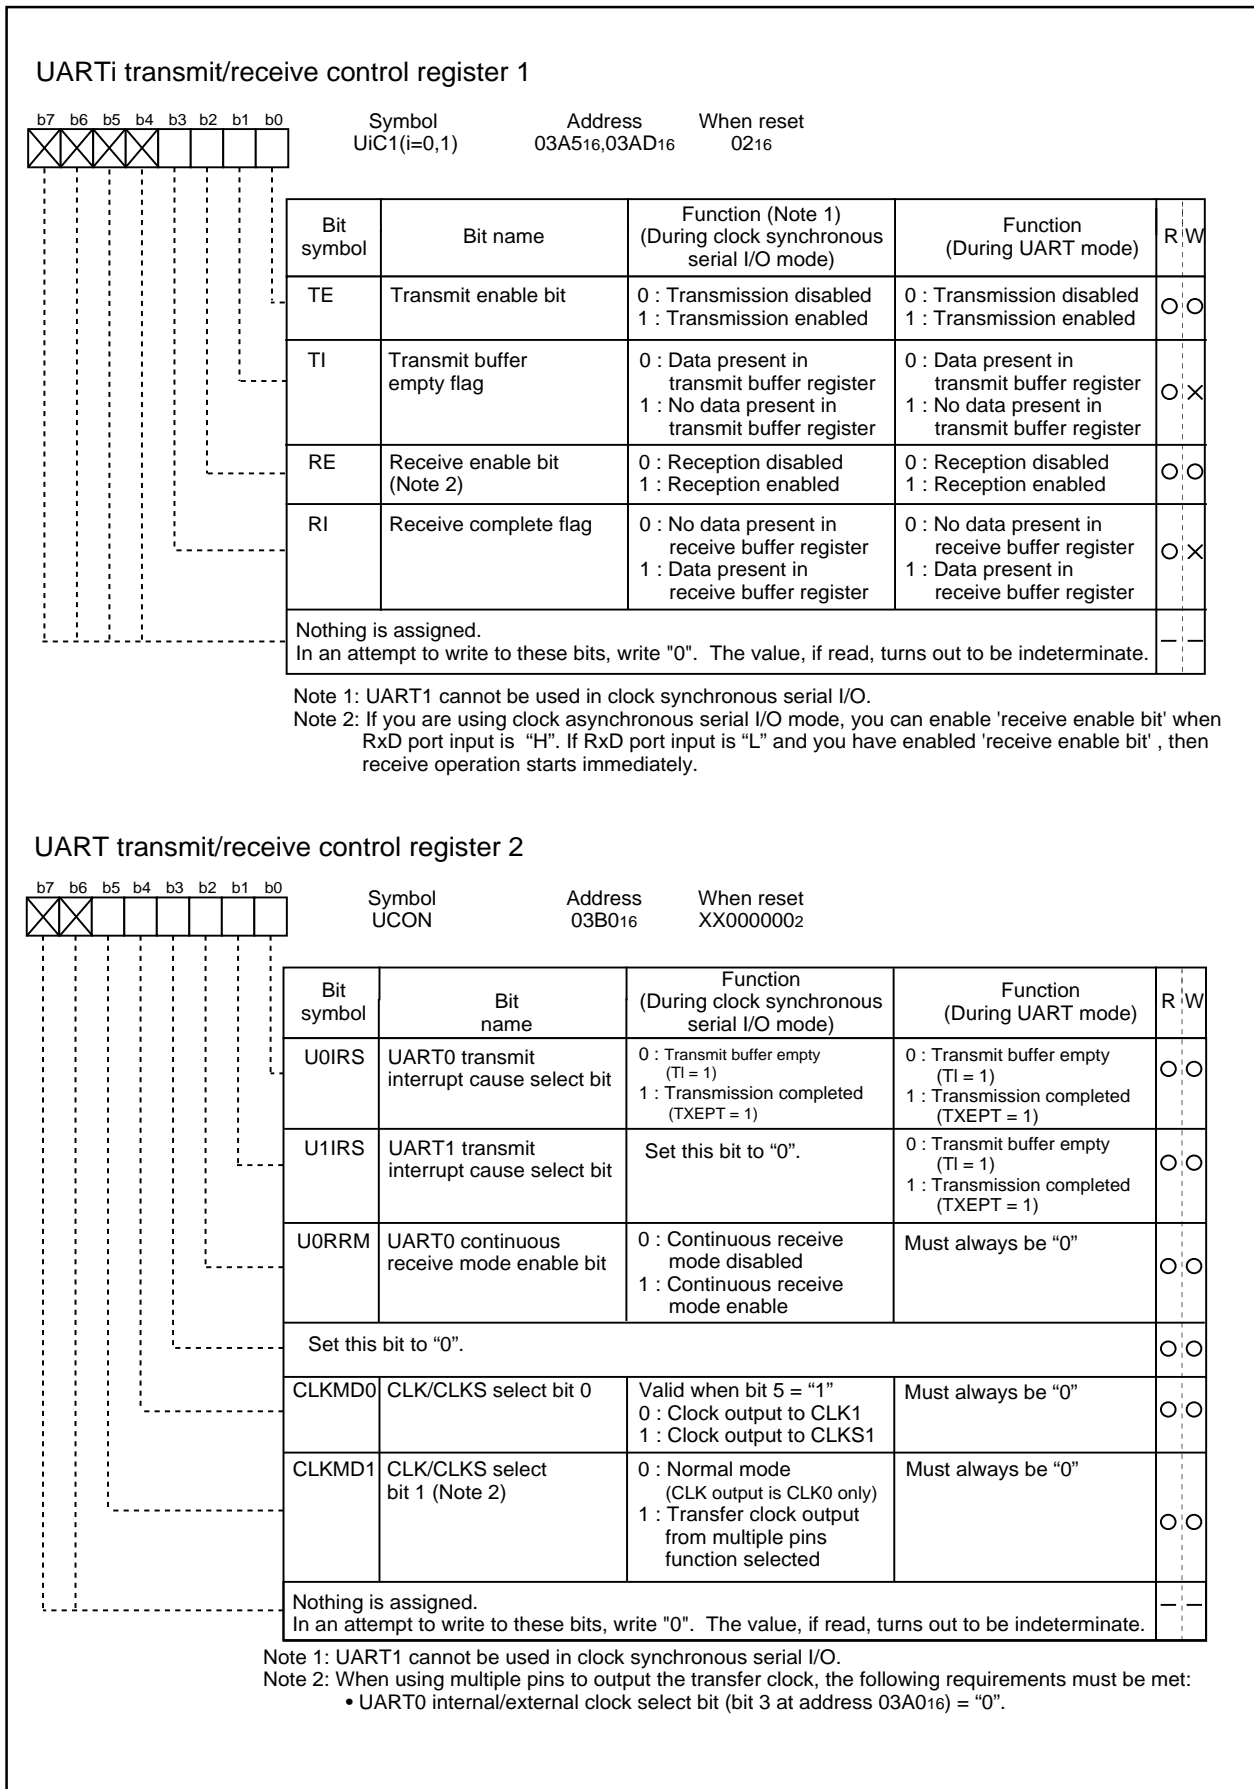 UARTi transmit/receive control register 1
b7 b6 b5 b4 b3 b2 b1 b0
Symbol Address When reset
UiC1(i=0,1) 03A516,03AD16 0216
Bit symbol Bit name Function (Note 1) (During clock synchronous serial I/O mode) Function (During UART mode) R W
TE Transmit enable bit 0 : Transmission disabled 0 : Transmission disabled
1 : Transmission enabled 1 : Transmission enabled
TI Transmit buffer 0 : Data present in 0 : Data present in
empty flag transmit buffer register transmit buffer register
1 : No data present in 1 : No data present in
transmit buffer register transmit buffer register
RE Receive enable bit 0 : Reception disabled 0 : Reception disabled
(Note 2) 1 : Reception enabled 1 : Reception enabled
RI Receive complete flag 0 : No data present in 0 : No data present in
receive buffer register receive buffer register
1 : Data present in 1 : Data present in
receive buffer register receive buffer register
Nothing is assigned.
In an attempt to write to these bits, write "0". The value, if read, turns out to be indeterminate.
Note 1: UART1 cannot be used in clock synchronous serial I/O.
Note 2: If you are using clock asynchronous serial I/O mode, you can enable 'receive enable bit' when
RxD port input is “H”. If RxD port input is “L” and you have enabled 'receive enable bit' , then
receive operation starts immediately.
UART transmit/receive control register 2
b7 b6 b5 b4 b3 b2 b1 b0
Symbol Address When reset
UCON 03B016 XX0000002
Bit symbol Bit name Function (During clock synchronous serial I/O mode) Function (During UART mode) R W
U0IRS UART0 transmit 0 : Transmit buffer empty 0 : Transmit buffer empty
interrupt cause select bit (TI = 1) (TI = 1)
1 : Transmission completed 1 : Transmission completed
(TXEPT = 1) (TXEPT = 1)
U1IRS UART1 transmit Set this bit to “0”. 0 : Transmit buffer empty
interrupt cause select bit (TI = 1)
1 : Transmission completed
(TXEPT = 1)
U0RRM UART0 continuous 0 : Continuous receive Must always be “0”
receive mode enable bit mode disabled
1 : Continuous receive
mode enable
Set this bit to “0”.
CLKMD0 CLK/CLKS select bit 0 Valid when bit 5 = “1” Must always be “0”
0 : Clock output to CLK1
1 : Clock output to CLKS1
CLKMD1 CLK/CLKS select 0 : Normal mode Must always be “0”
bit 1 (Note 2) (CLK output is CLK0 only)
1 : Transfer clock output
from multiple pins
function selected
Nothing is assigned.
In an attempt to write to these bits, write "0". The value, if read, turns out to be indeterminate.
Note 1: UART1 cannot be used in clock synchronous serial I/O.
Note 2: When using multiple pins to output the transfer clock, the following requirements must be met:
• UART0 internal/external clock select bit (bit 3 at address 03A016) = “0”.